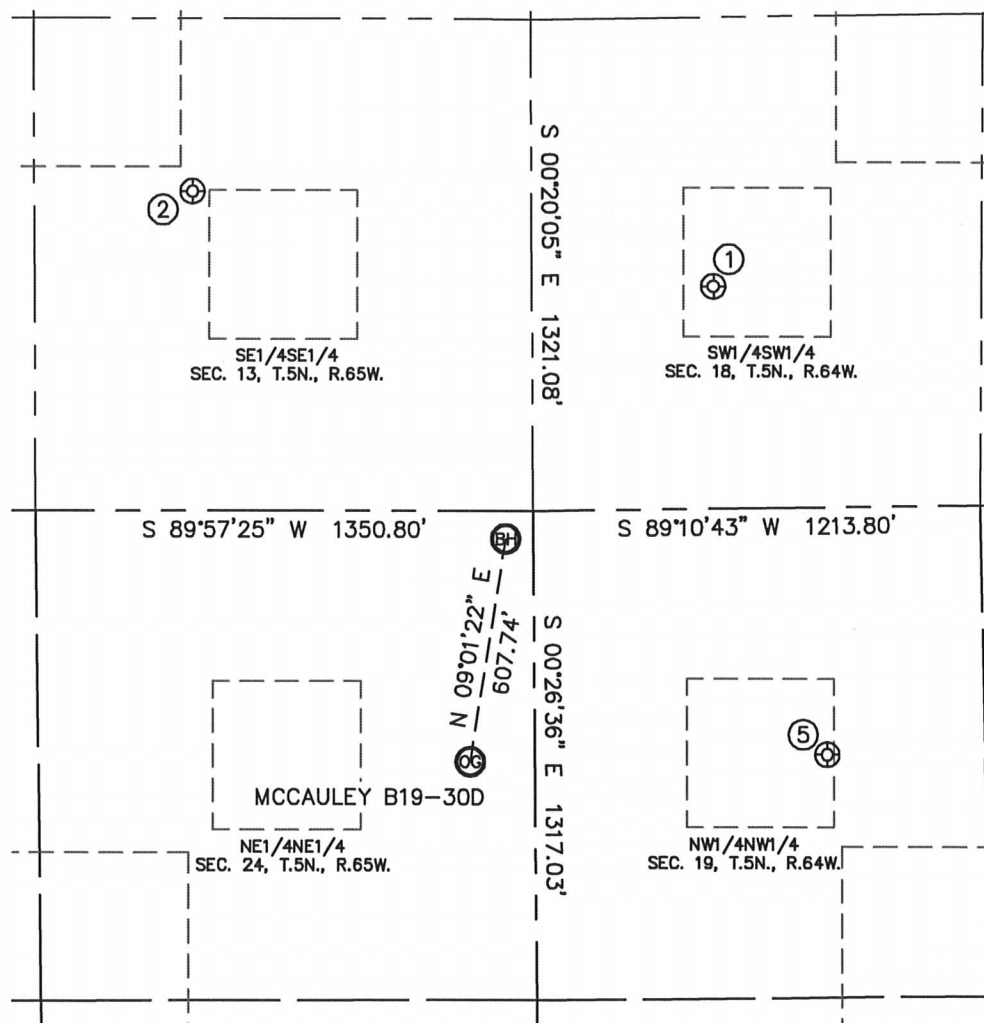 S 00°20'05" E 1321.08'
2
1
SE1/4SE1/4
SEC. 13, T.5N., R.65W.
SW1/4SW1/4
SEC. 18, T.5N., R.64W.
S 89°57'25" W 1350.80'
S 89°10'43" W 1213.80'
BH
N 09°01'22" E
607.74'
S 00°26'36" E 1317.03'
5
OG
MCCAULEY B19-30D
NE1/4NE1/4
SEC. 24, T.5N., R.65W.
NW1/4NW1/4
SEC. 19, T.5N., R.64W.